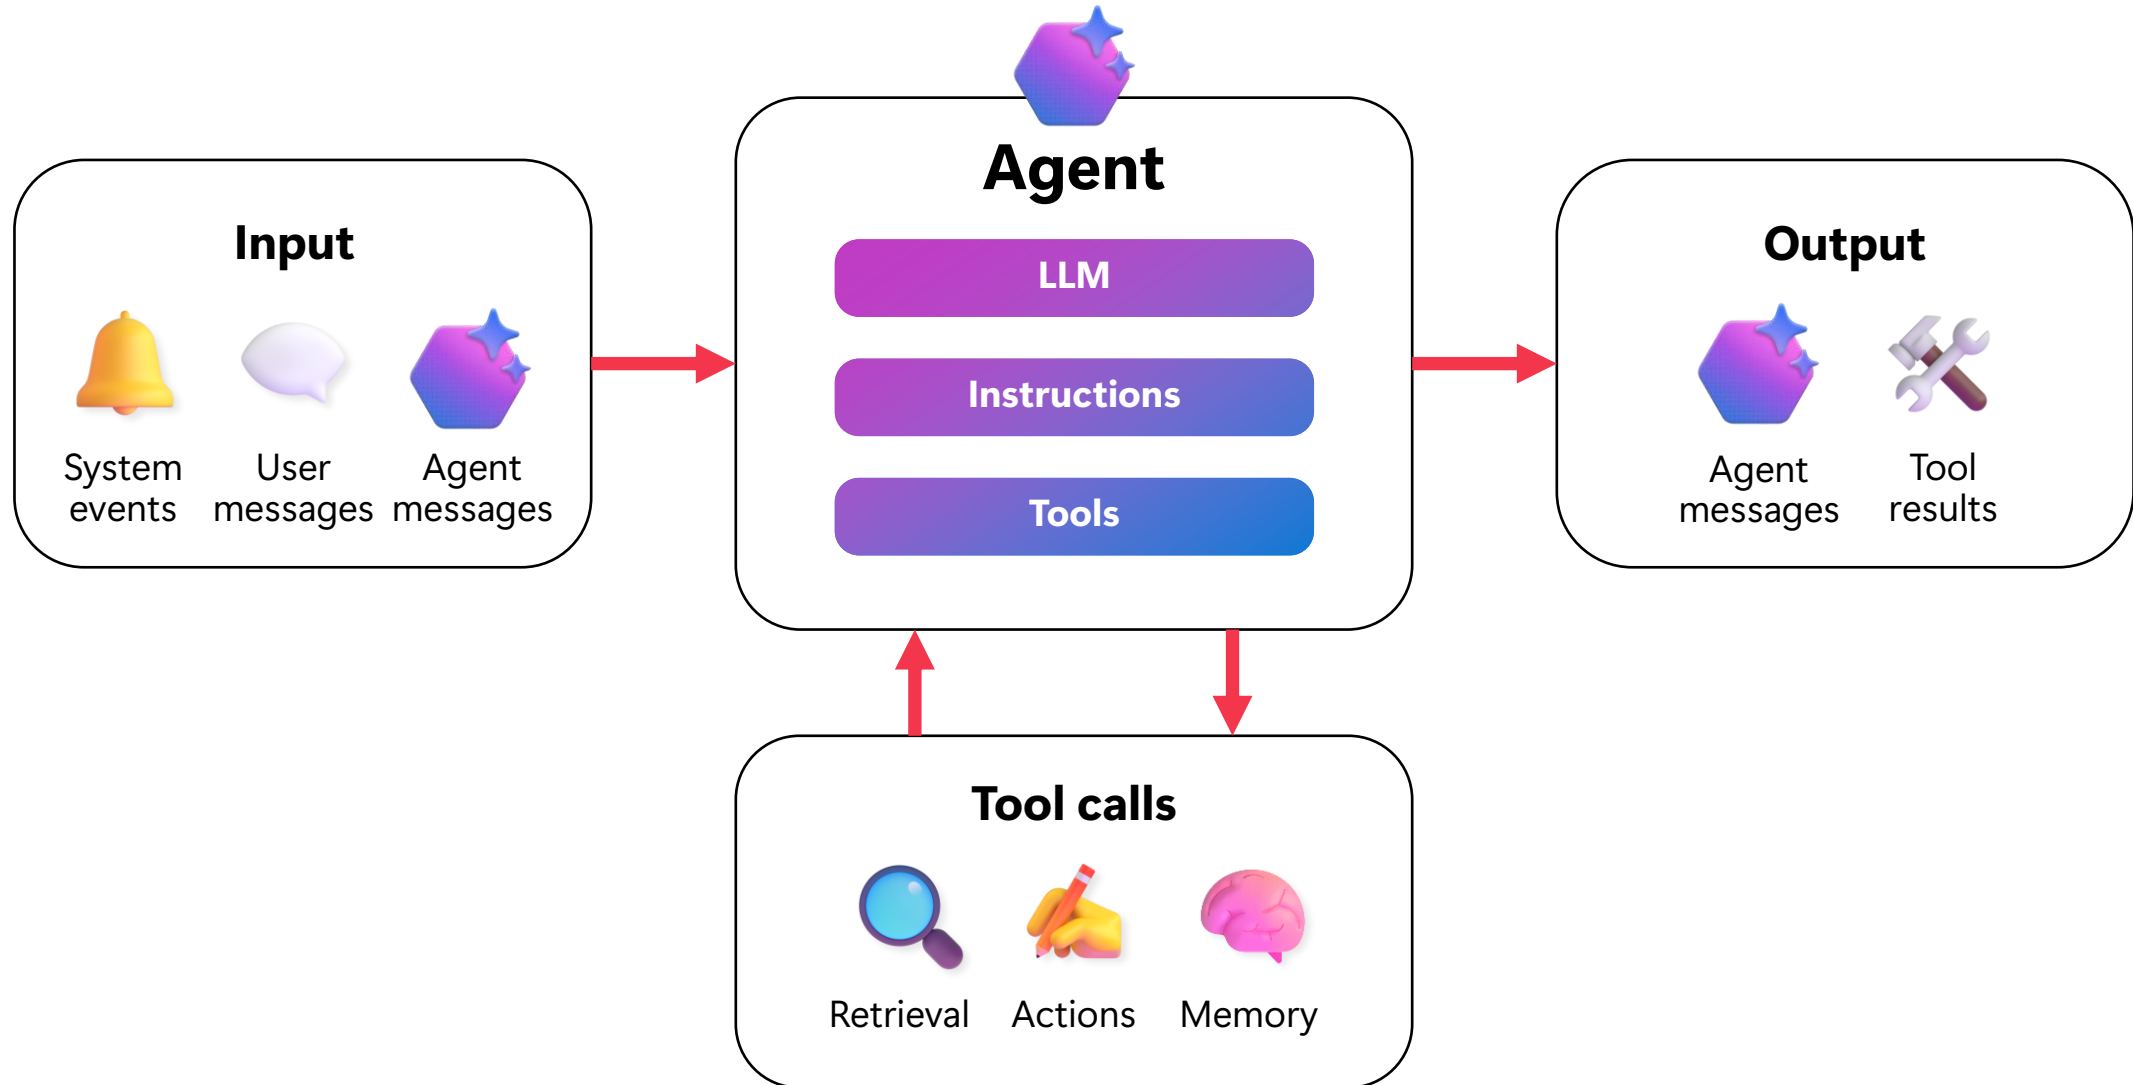 Agent
Input
System
events
User
messages
Agent
messages
LLM
Instructions
Tools
Output
Agent
messages
Tool
results
Tool calls
Retrieval
Actions
Memory